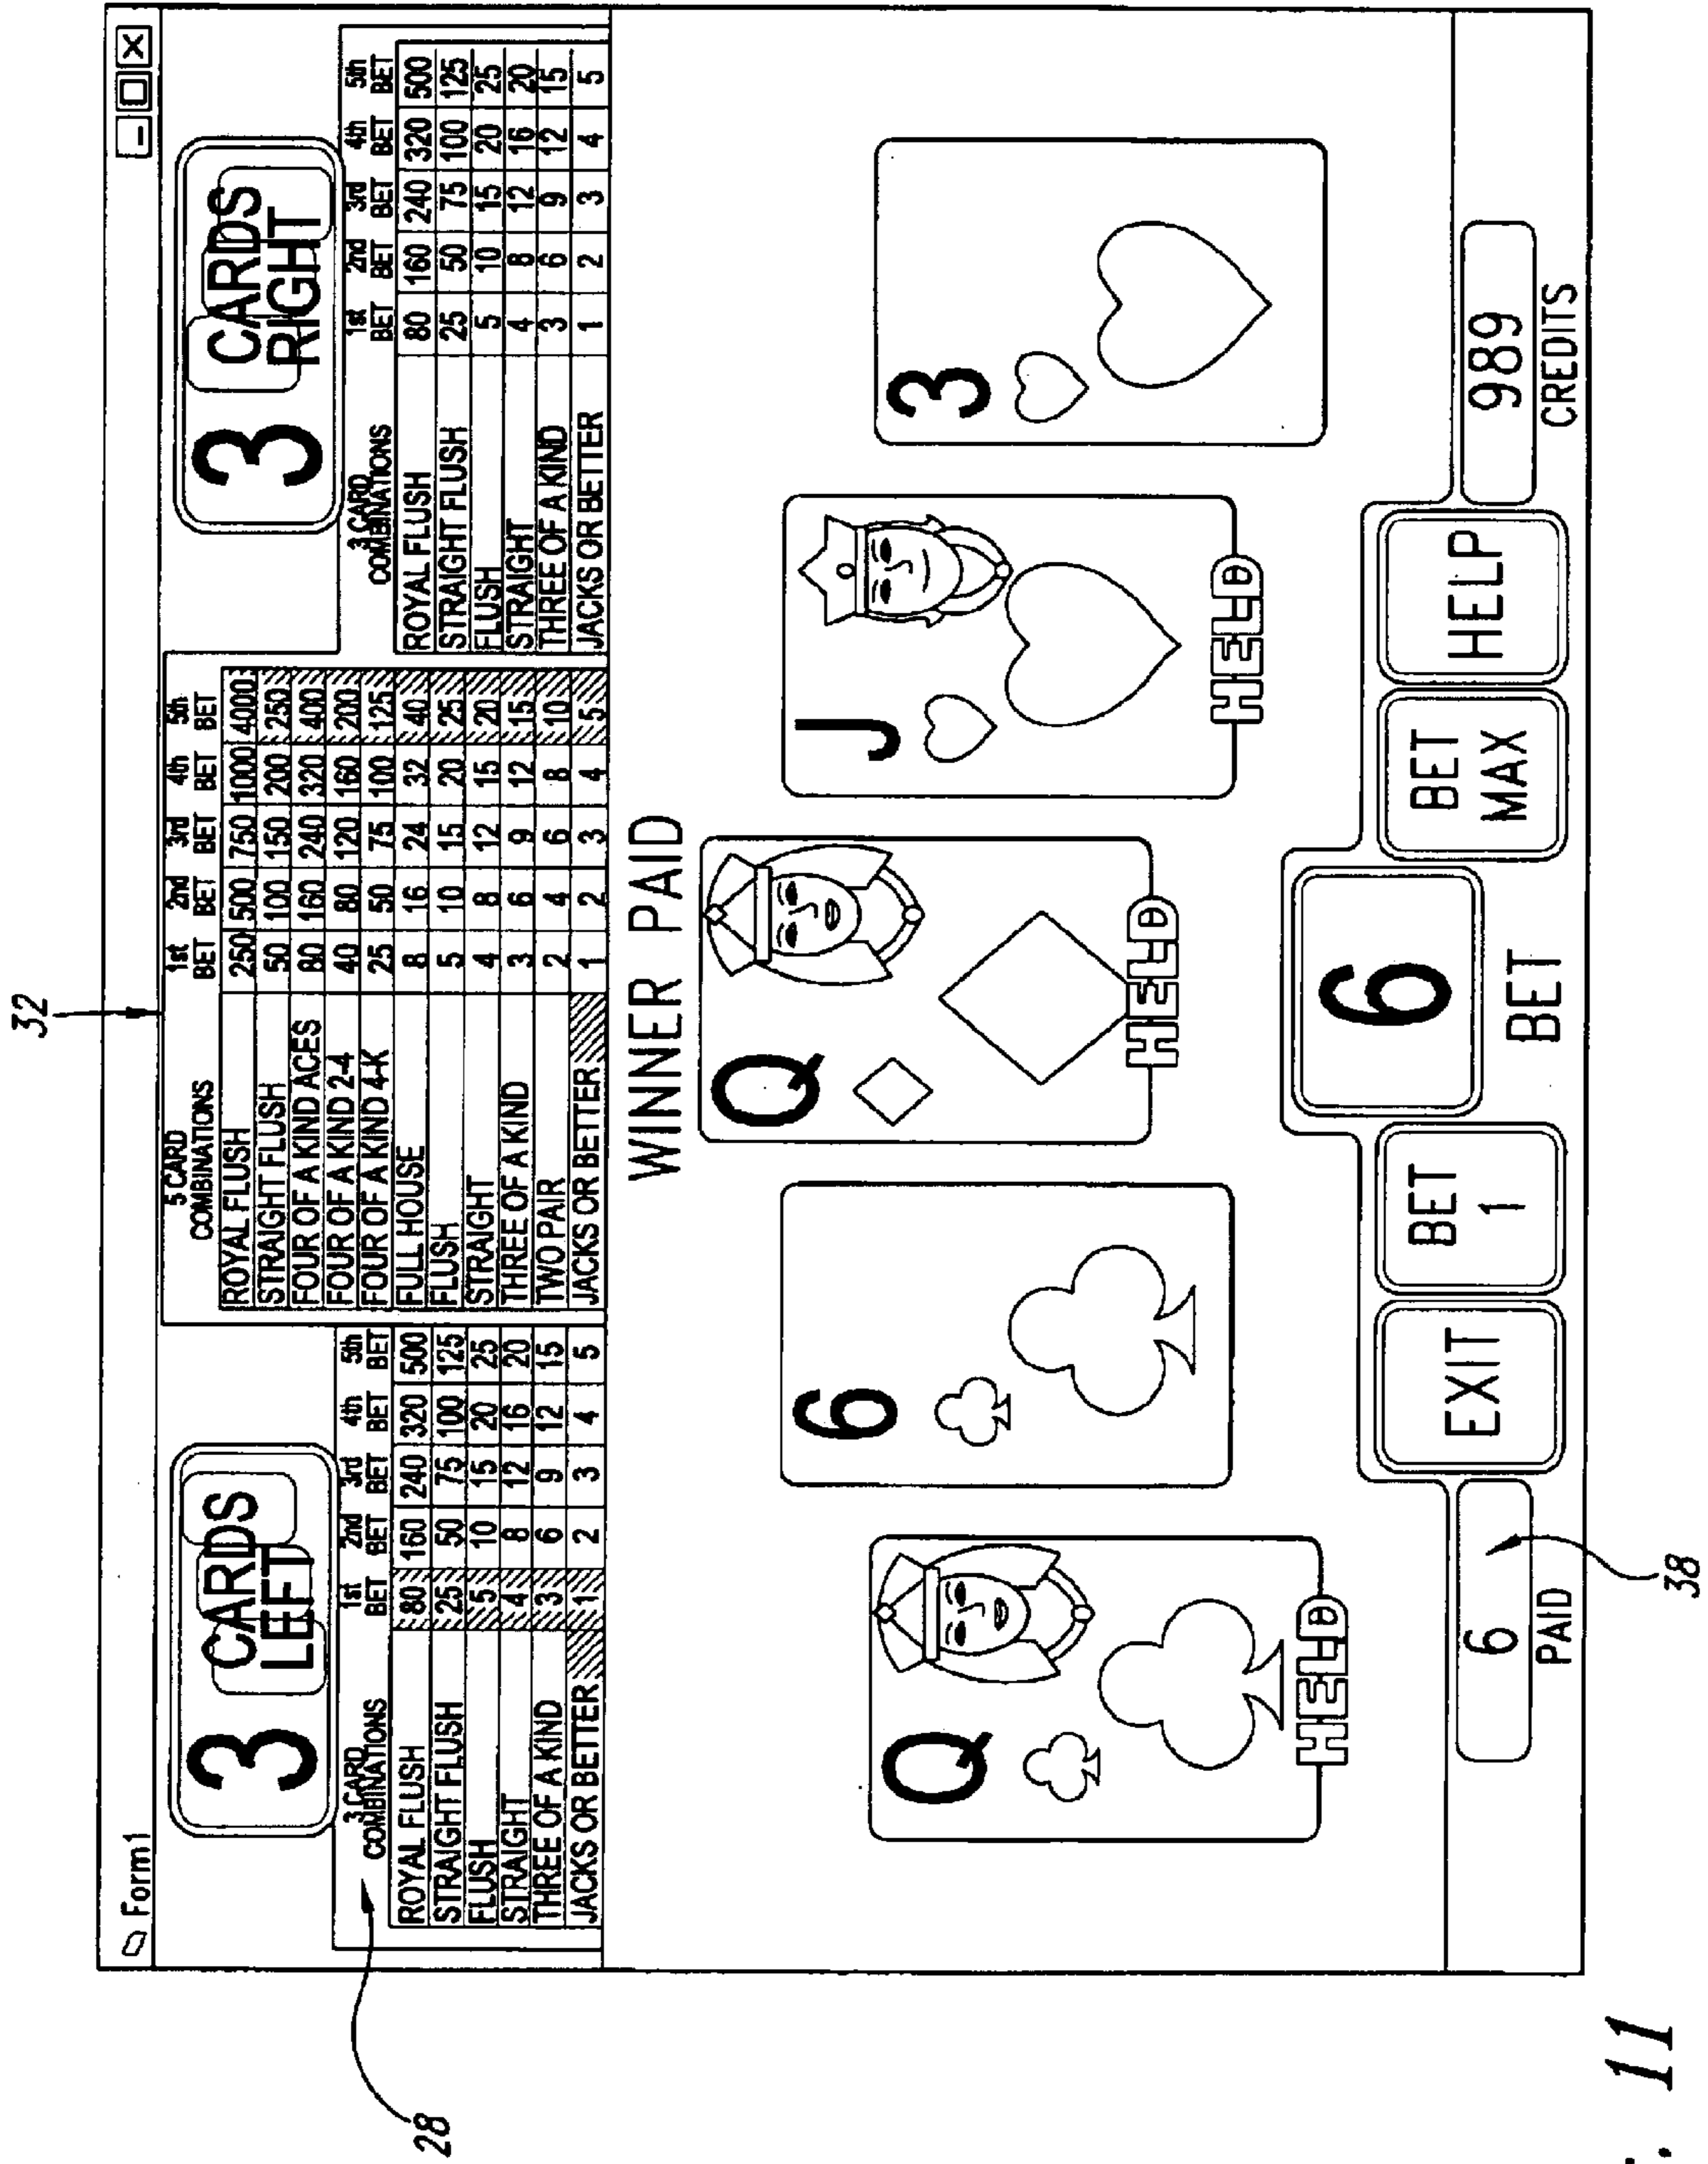 32
Form1
3 CARDS LEFT
3 CARDS RIGHT
28
3 CARD COMBINATIONS 1st BET 2nd BET 3rd BET 4th BET 5th BET
ROYAL FLUSH 80 160 240 320 500
STRAIGHT FLUSH 25 50 75 100 125
FLUSH 5 10 15 20 25
STRAIGHT 4 8 12 16 20
THREE OF A KIND 3 6 9 12 15
JACKS OR BETTER 1 2 3 4 5
5 CARD COMBINATIONS 1st BET 2nd BET 3rd BET 4th BET 5th BET
ROYAL FLUSH 250 500 750 1000 4000
STRAIGHT FLUSH 50 100 150 200 250
FOUR OF A KIND ACES 80 160 240 320 400
FOUR OF A KIND 2-4 40 80 120 160 200
FOUR OF A KIND 4-K 25 50 75 100 125
FULL HOUSE 8 16 24 32 40
FLUSH 5 10 15 20 25
STRAIGHT 4 8 12 15 20
THREE OF A KIND 3 6 9 12 15
TWO PAIR 2 4 6 8 10
JACKS OR BETTER 1 2 3 4 5
3 CARD COMBINATIONS 1st BET 2nd BET 3rd BET 4th BET 5th BET
ROYAL FLUSH 80 160 240 320 500
STRAIGHT FLUSH 25 50 75 100 125
FLUSH 5 10 15 20 25
STRAIGHT 4 8 12 16 20
THREE OF A KIND 3 6 9 12 15
JACKS OR BETTER 1 2 3 4 5
WINNER PAID
Q
HELD
6
Q
HELD
J
HELD
3
6
PAID
EXIT
BET 1
6
BET
BET MAX
HELP
989
CREDITS
38
11